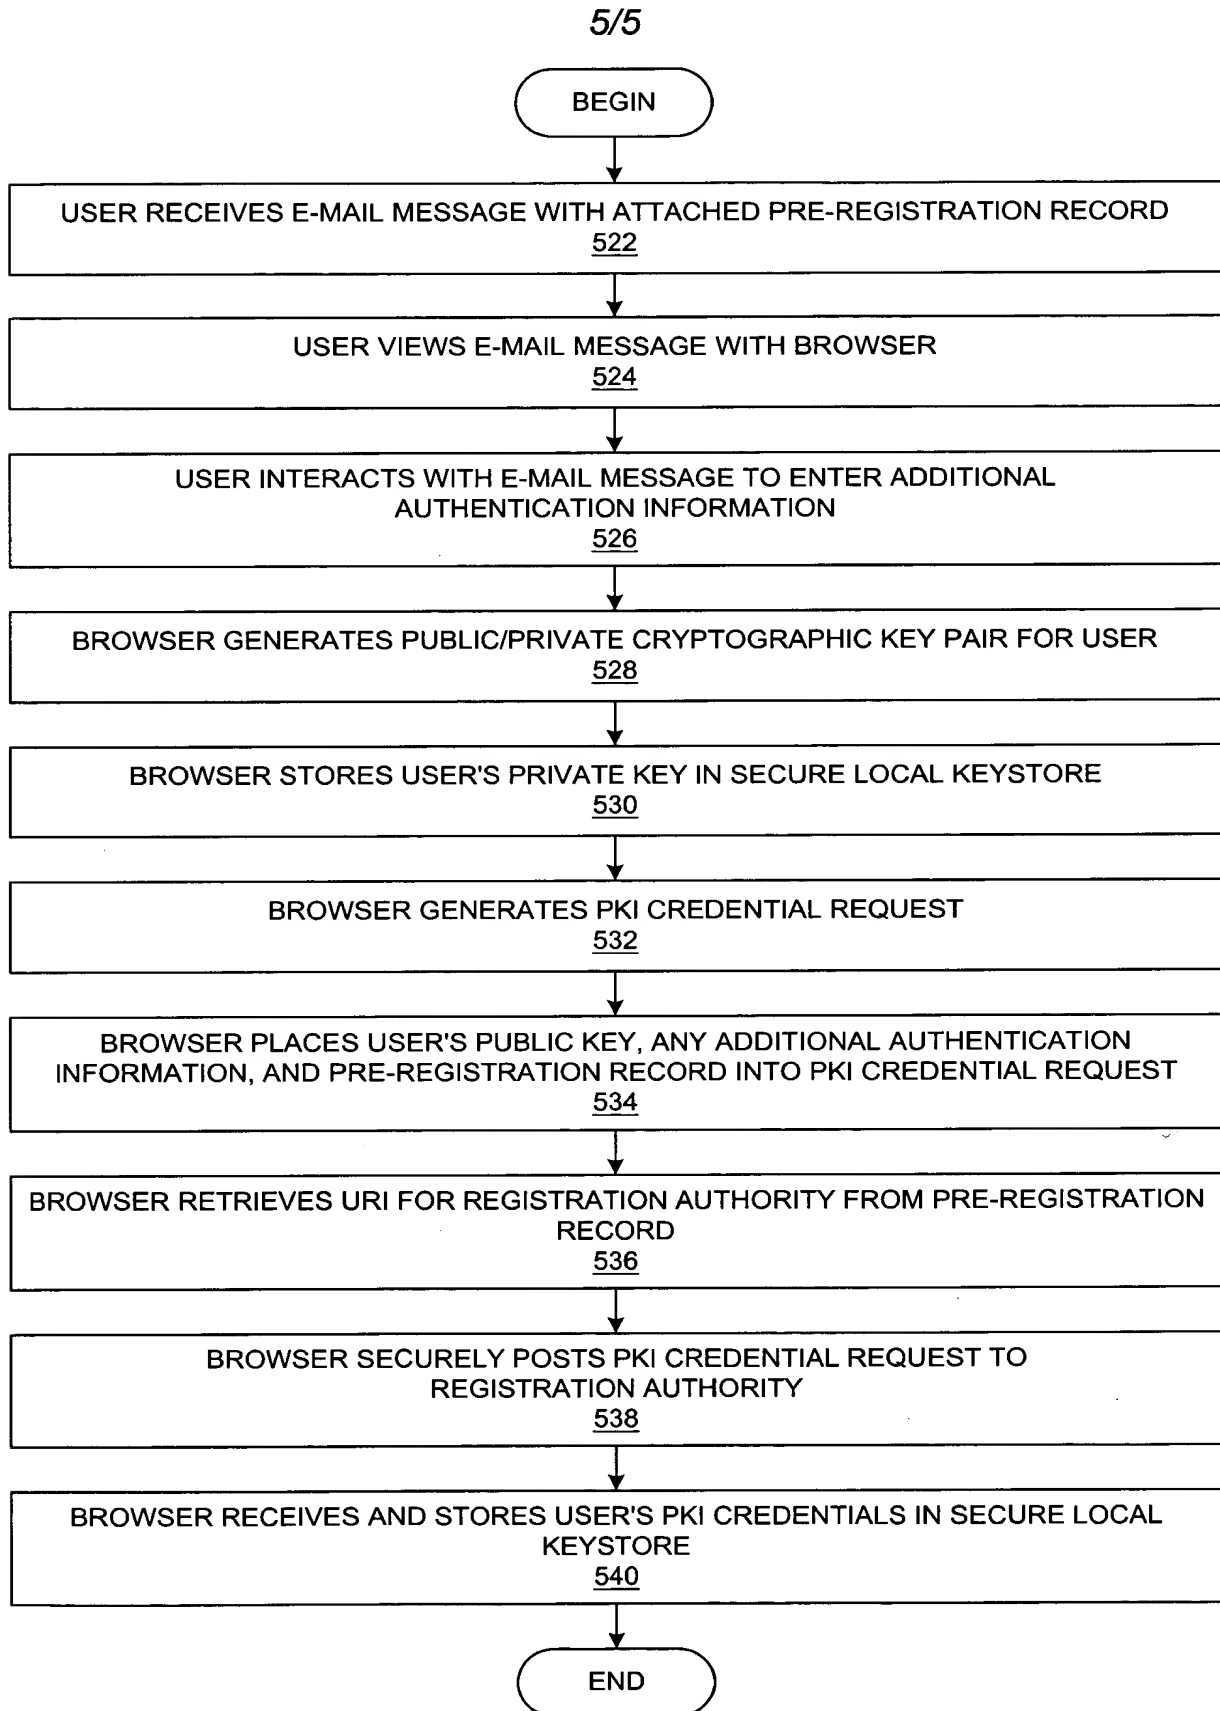 5/5
BEGIN
USER RECEIVES E-MAIL MESSAGE WITH ATTACHED PRE-REGISTRATION RECORD
522
USER VIEWS E-MAIL MESSAGE WITH BROWSER
524
USER INTERACTS WITH E-MAIL MESSAGE TO ENTER ADDITIONAL
AUTHENTICATION INFORMATION
526
BROWSER GENERATES PUBLIC/PRIVATE CRYPTOGRAPHIC KEY PAIR FOR USER
528
BROWSER STORES USER'S PRIVATE KEY IN SECURE LOCAL KEYSTORE
530
BROWSER GENERATES PKI CREDENTIAL REQUEST
532
BROWSER PLACES USER'S PUBLIC KEY, ANY ADDITIONAL AUTHENTICATION
INFORMATION, AND PRE-REGISTRATION RECORD INTO PKI CREDENTIAL REQUEST
534
BROWSER RETRIEVES URI FOR REGISTRATION AUTHORITY FROM PRE-REGISTRATION
RECORD
536
BROWSER SECURELY POSTS PKI CREDENTIAL REQUEST TO
REGISTRATION AUTHORITY
538
BROWSER RECEIVES AND STORES USER'S PKI CREDENTIALS IN SECURE LOCAL
KEYSTORE
540
END